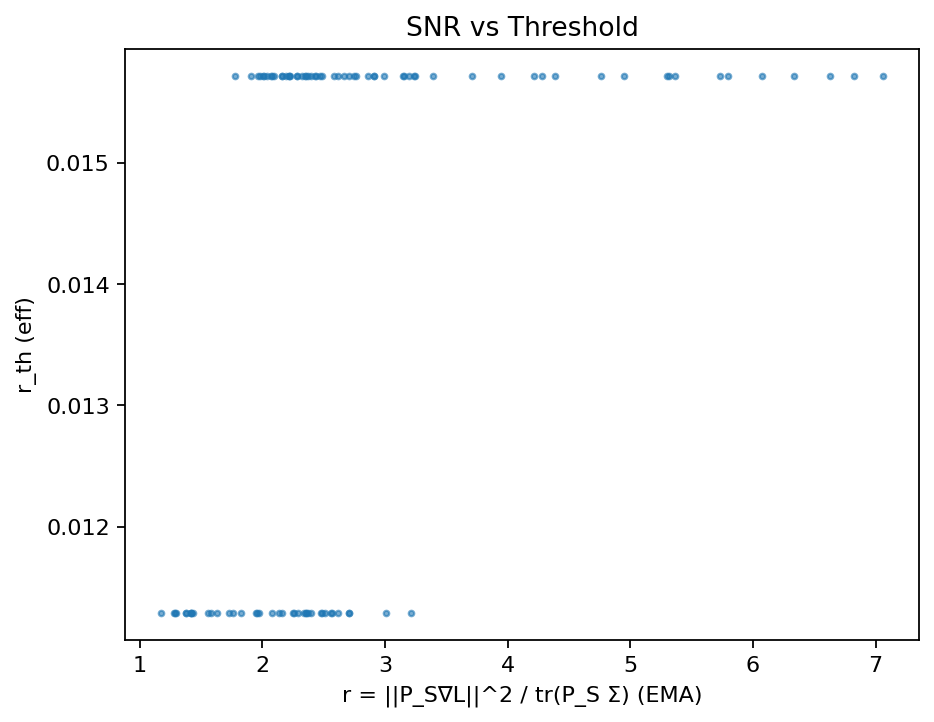 SNR vs Threshold
r_th (eff)
0.015
0.014
0.013
0.012
1 2 3 4 5 6 7
r = ||P_S∇L||^2 / tr(P_S Σ) (EMA)